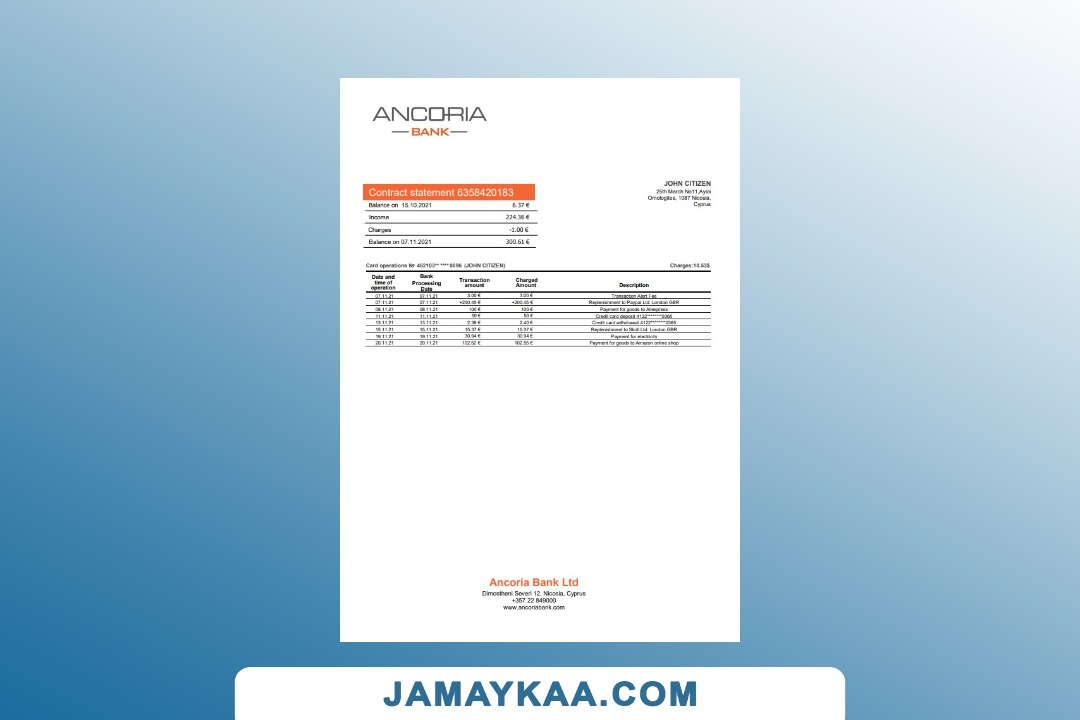 ANCORIA
BANK
JOHN CITIZEN
25th March №11,Ayioi
Omologites, 1087 Nicosia,
Cyprus
Contract statement 6358420183
Balance on 15.10.2021 6.37 €
Income 224.36 €
Charges -1.00 €
Balance on 07.11.2021 300.61 €
Card operations № 452103** ****0096 (JOHN CITIZEN) Charges:10.53$
Date and time of operation Bank Processing Date Transaction amount Charged Amount Description
07.11.21 07.11.21 3.00 € 3.00 € Transaction Alert Fee
07.11.21 07.11.21 +200.45 € +200.45 € Replenishment to Paypal Ltd. London GBR
08.11.21 08.11.21 100 € 100 € Payment for goods to Aliexpress
11.11.21 11.11.21 50 € 50 € Credit card deposit 4122********0365
13.11.21 13.11.21 2.36 € 2.40 € Credit card withdrawal 4122********0365
15.11.21 15.11.21 15.37 € 15.37 € Replenishment to Skrill Ltd. London GBR
19.11.21 19.11.21 30.94 € 30.94 € Payment for electricity
20.11.21 20.11.21 102.52 € 102.55 € Payment for goods to Amazon online shop
Ancoria Bank Ltd
Dimostheni Severi 12, Nicosia, Cyprus
+357 22 849000
www.ancoriabank.com
JAMAYKAA.COM